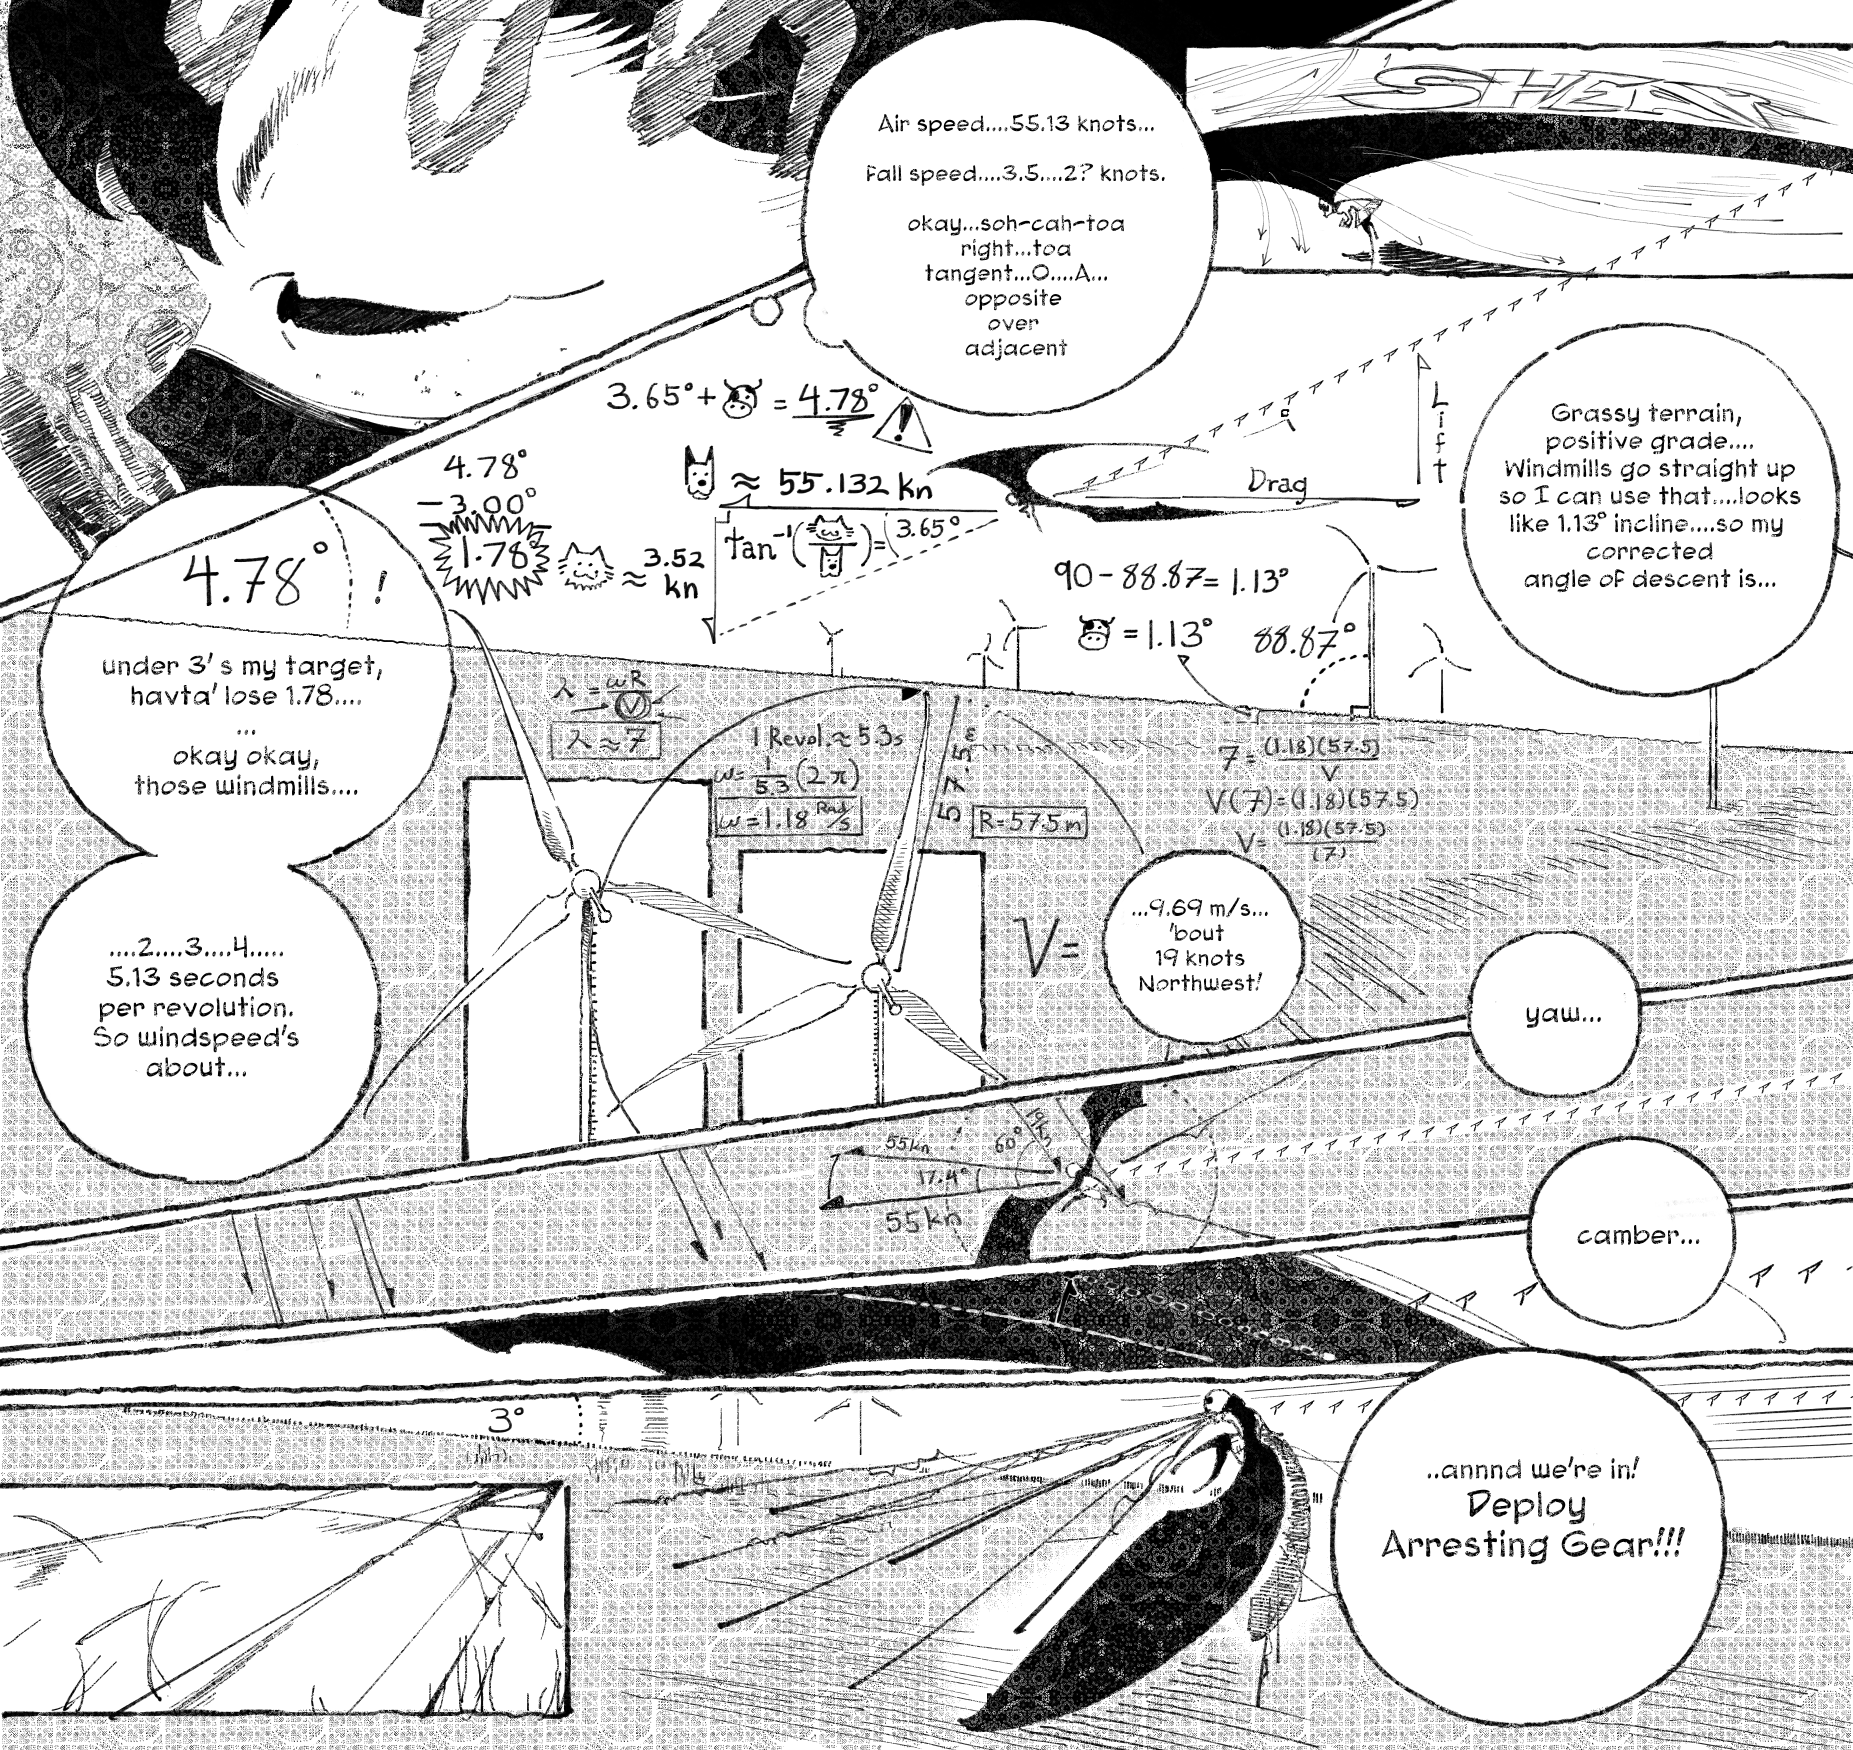 SHEAR
Air speed....55.13 knots...
Fall speed....3.5....2? knots.
okay...soh-cah-toa
right...toa
tangent...O....A...
opposite
over
adjacent
3.65° + = 4.78°
!
4.78°
-3.00°
1.78°
≈ 55.132 kn
≈ 3.52
kn
tan⁻¹( )= 3.65°
Lift
Drag
Grassy terrain,
positive grade....
Windmills go straight up
so I can use that....looks
like 1.13° incline....so my
corrected
angle of descent is...
90-88.87= 1.13°
=1.13°
88.87°
4.78° !
under 3's my target,
havta' lose 1.78....
...
okay okay,
those windmills....
λ = ωR
V
λ ≈ 7
1 Revol. ≈ 5.3s
ω= 1/5.3 (2π)
ω=1.18 Rad/s
57.5m
R=57.5m
7= (1.18)(57.5)
V
V(7)=(1.18)(57.5)
V= (1.18)(57.5)
(7)
....2....3....4.....
5.13 seconds
per revolution.
So windspeed's
about...
V=
...9.69 m/s...
'bout
19 knots
Northwest!
yaw...
55kn
60°
19kn
17.4°
55kn
camber...
3°
..annnd we're in!
Deploy
Arresting Gear!!!